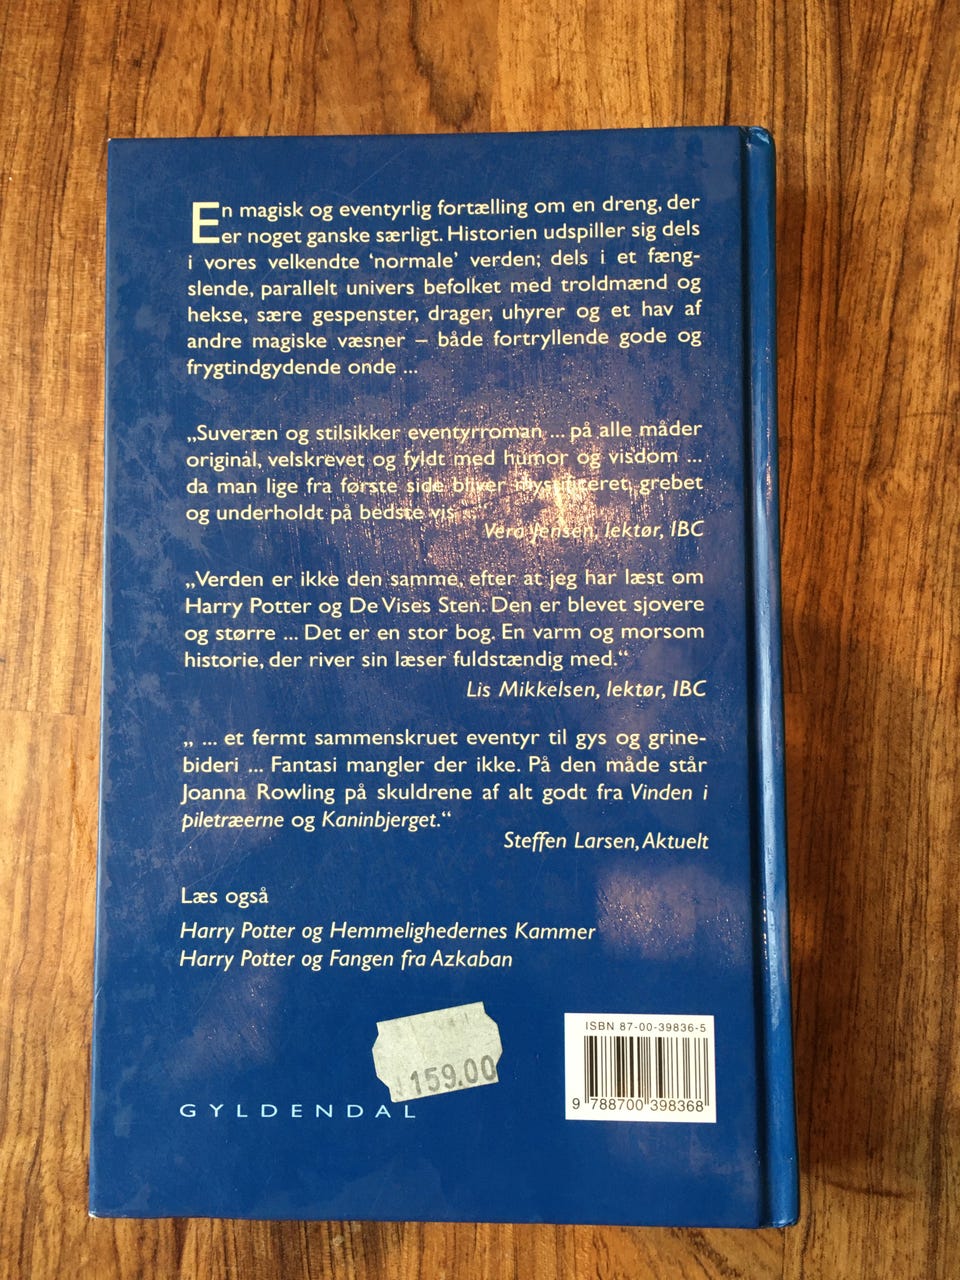 En magisk og eventyrlig fortælling om en dreng, der
er noget ganske særligt. Historien udspiller sig dels
i vores velkendte ‘normale’ verden; dels i et fæng-
slende, parallelt univers befolket med troldmænd og
hekse, sære gespenster, drager, uhyrer og et hav af
andre magiske væsner – både fortryllende gode og
frygtindgydende onde ...
„Suveræn og stilsikker eventyrroman ... på alle måder
original, velskrevet og fyldt med humor og visdom ...
da man lige fra første side bliver mystificeret, grebet
og underholdt på bedste vis
Vera Jensen, lektør, IBC
„Verden er ikke den samme, efter at jeg har læst om
Harry Potter og De Vises Sten. Den er blevet sjovere
og større ... Det er en stor bog. En varm og morsom
historie, der river sin læser fuldstændig med.“
Lis Mikkelsen, lektør, IBC
„ ... et fermt sammenskruet eventyr til gys og grine-
bideri ... Fantasi mangler der ikke. På den måde står
Joanna Rowling på skuldrene af alt godt fra Vinden i
piletræerne og Kaninbjerget.“
Steffen Larsen, Aktuelt
Læs også
Harry Potter og Hemmelighedernes Kammer
Harry Potter og Fangen fra Azkaban
159.00
GYLDENDAL
ISBN 87-00-39836-5
9 788700 398368